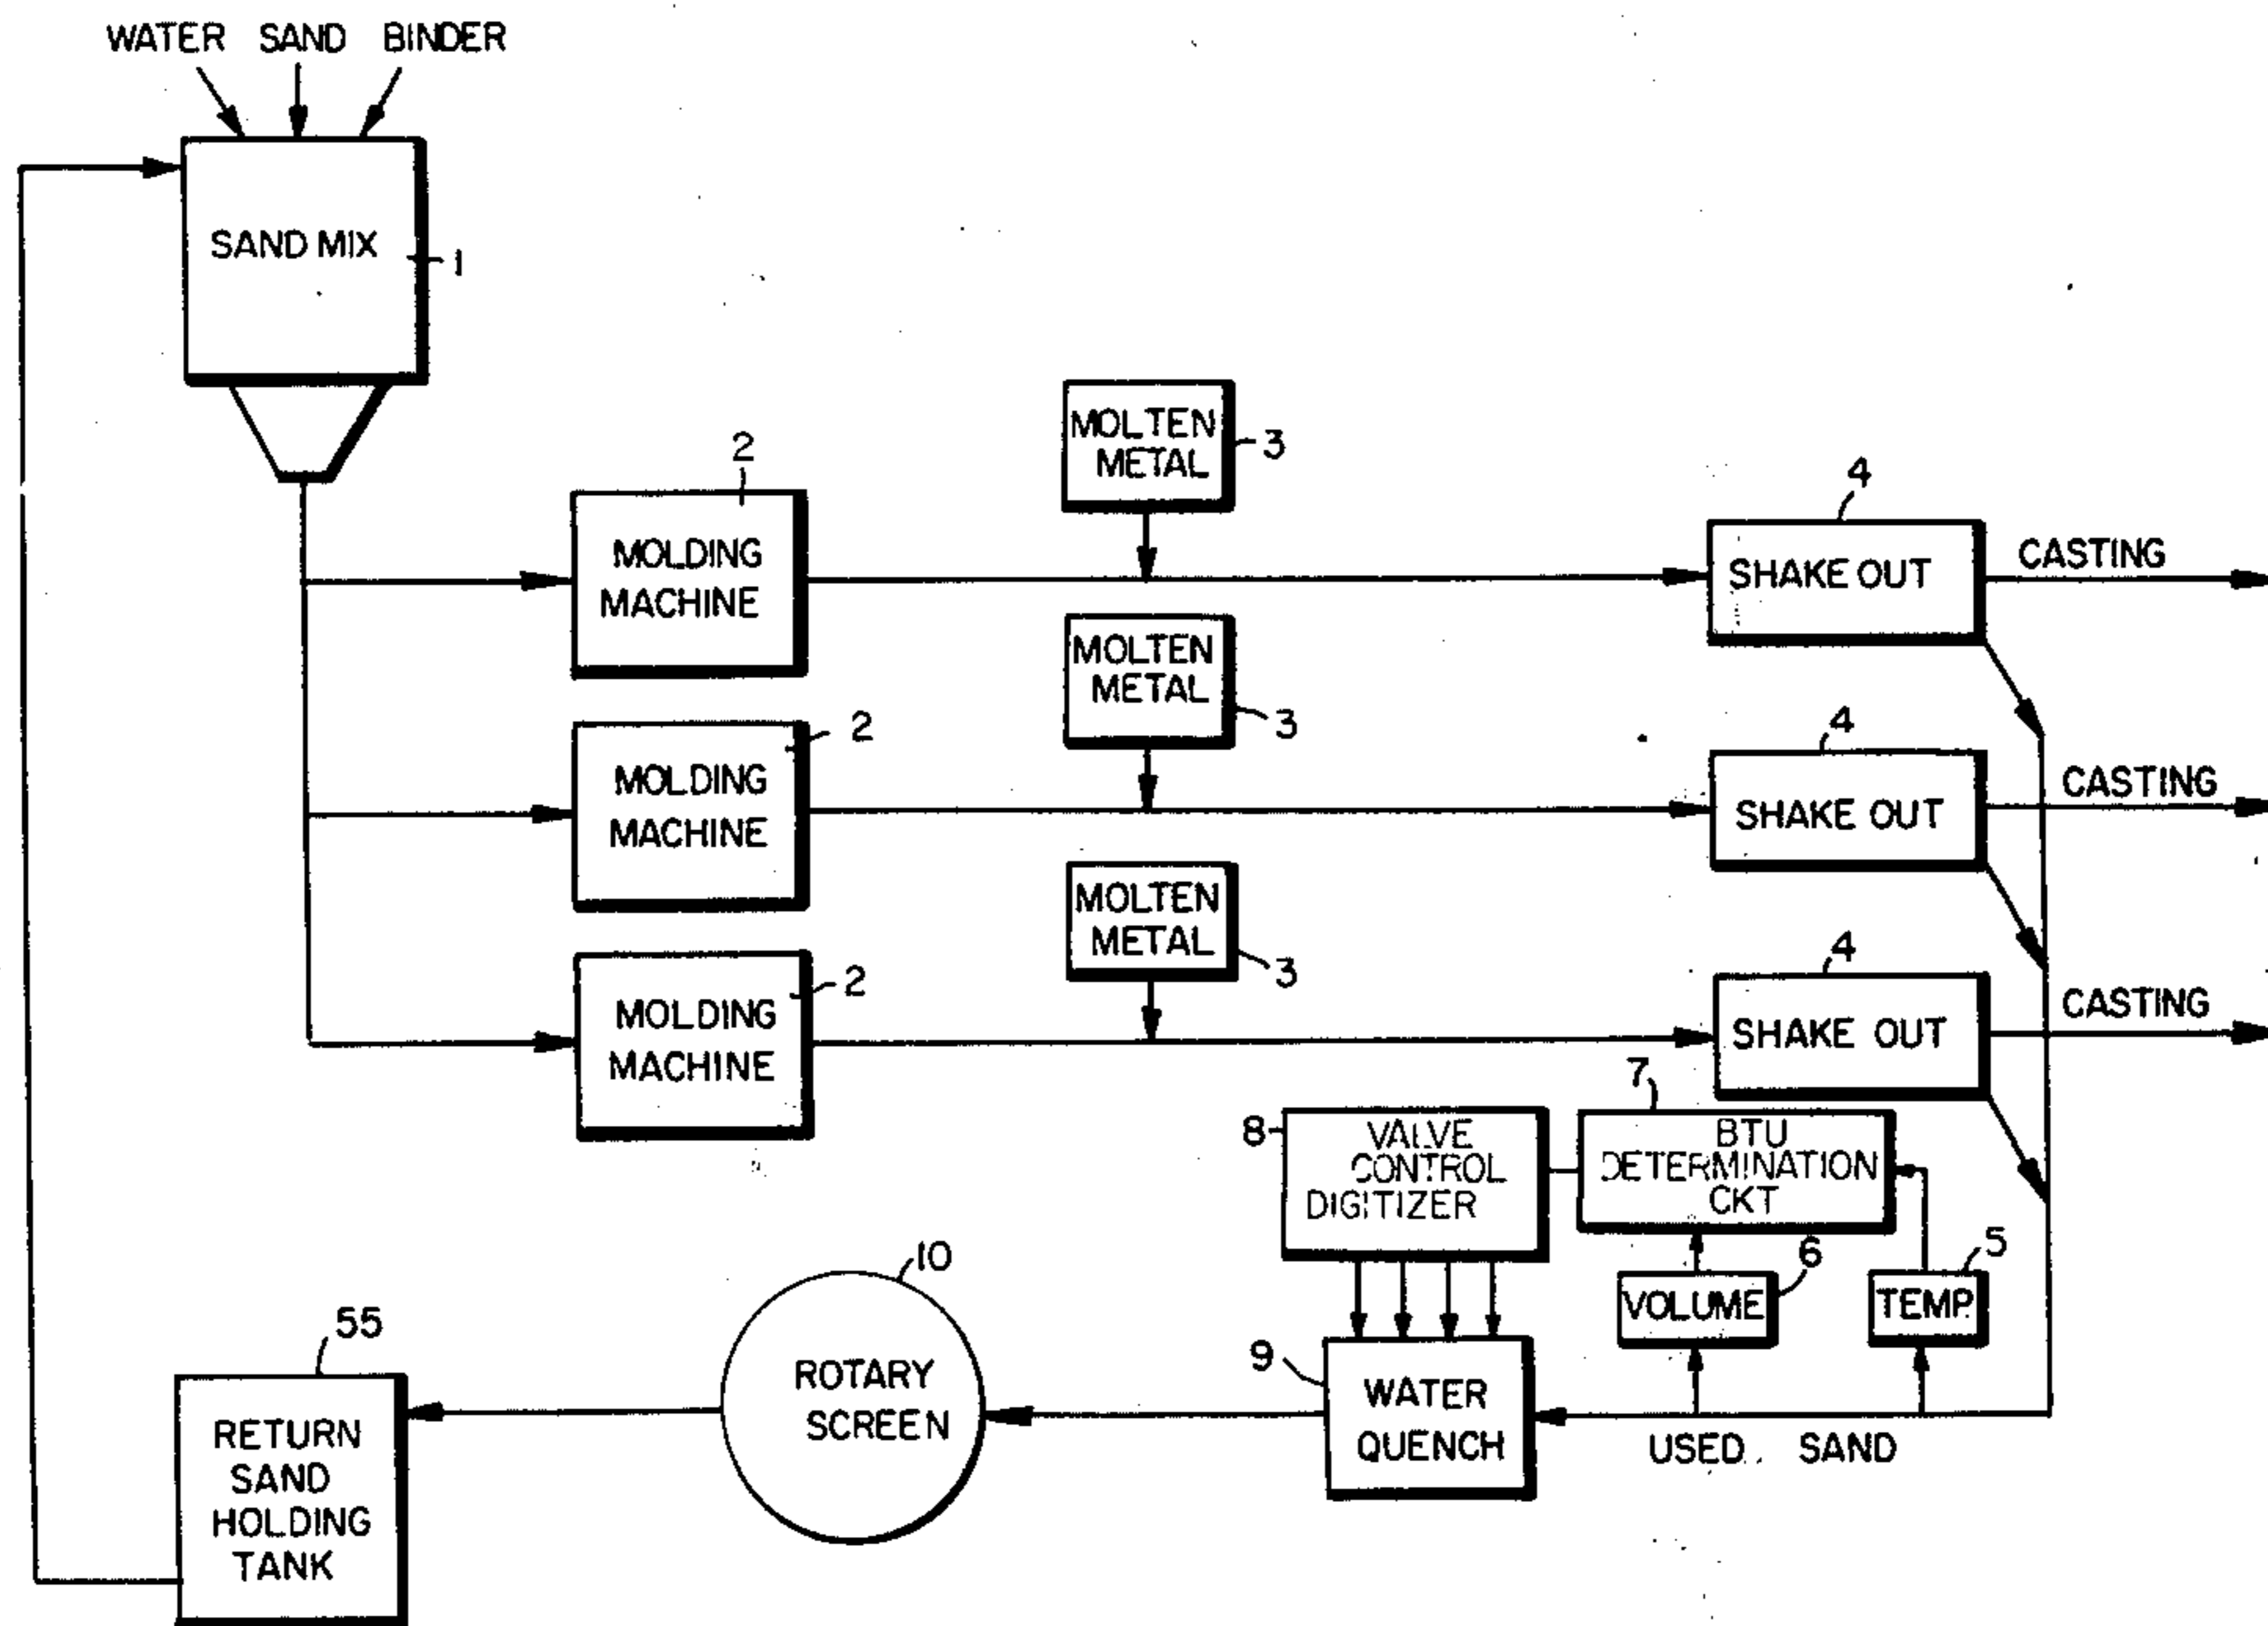 WATER SAND BINDER
SAND MIX
1
2
MOLTEN
METAL
3
4
MOLDING
MACHINE
SHAKE OUT
CASTING
MOLTEN
METAL
3
2
4
MOLDING
MACHINE
SHAKE OUT
CASTING
MOLTEN
METAL
3
2
4
MOLDING
MACHINE
SHAKE OUT
CASTING
7
8
VALVE
CONTROL
DIGITIZER
BTU
DETERMINATION
CKT
6
5
VOLUME
TEMP.
10
55
9
ROTARY
SCREEN
WATER
QUENCH
USED SAND
RETURN
SAND
HOLDING
TANK